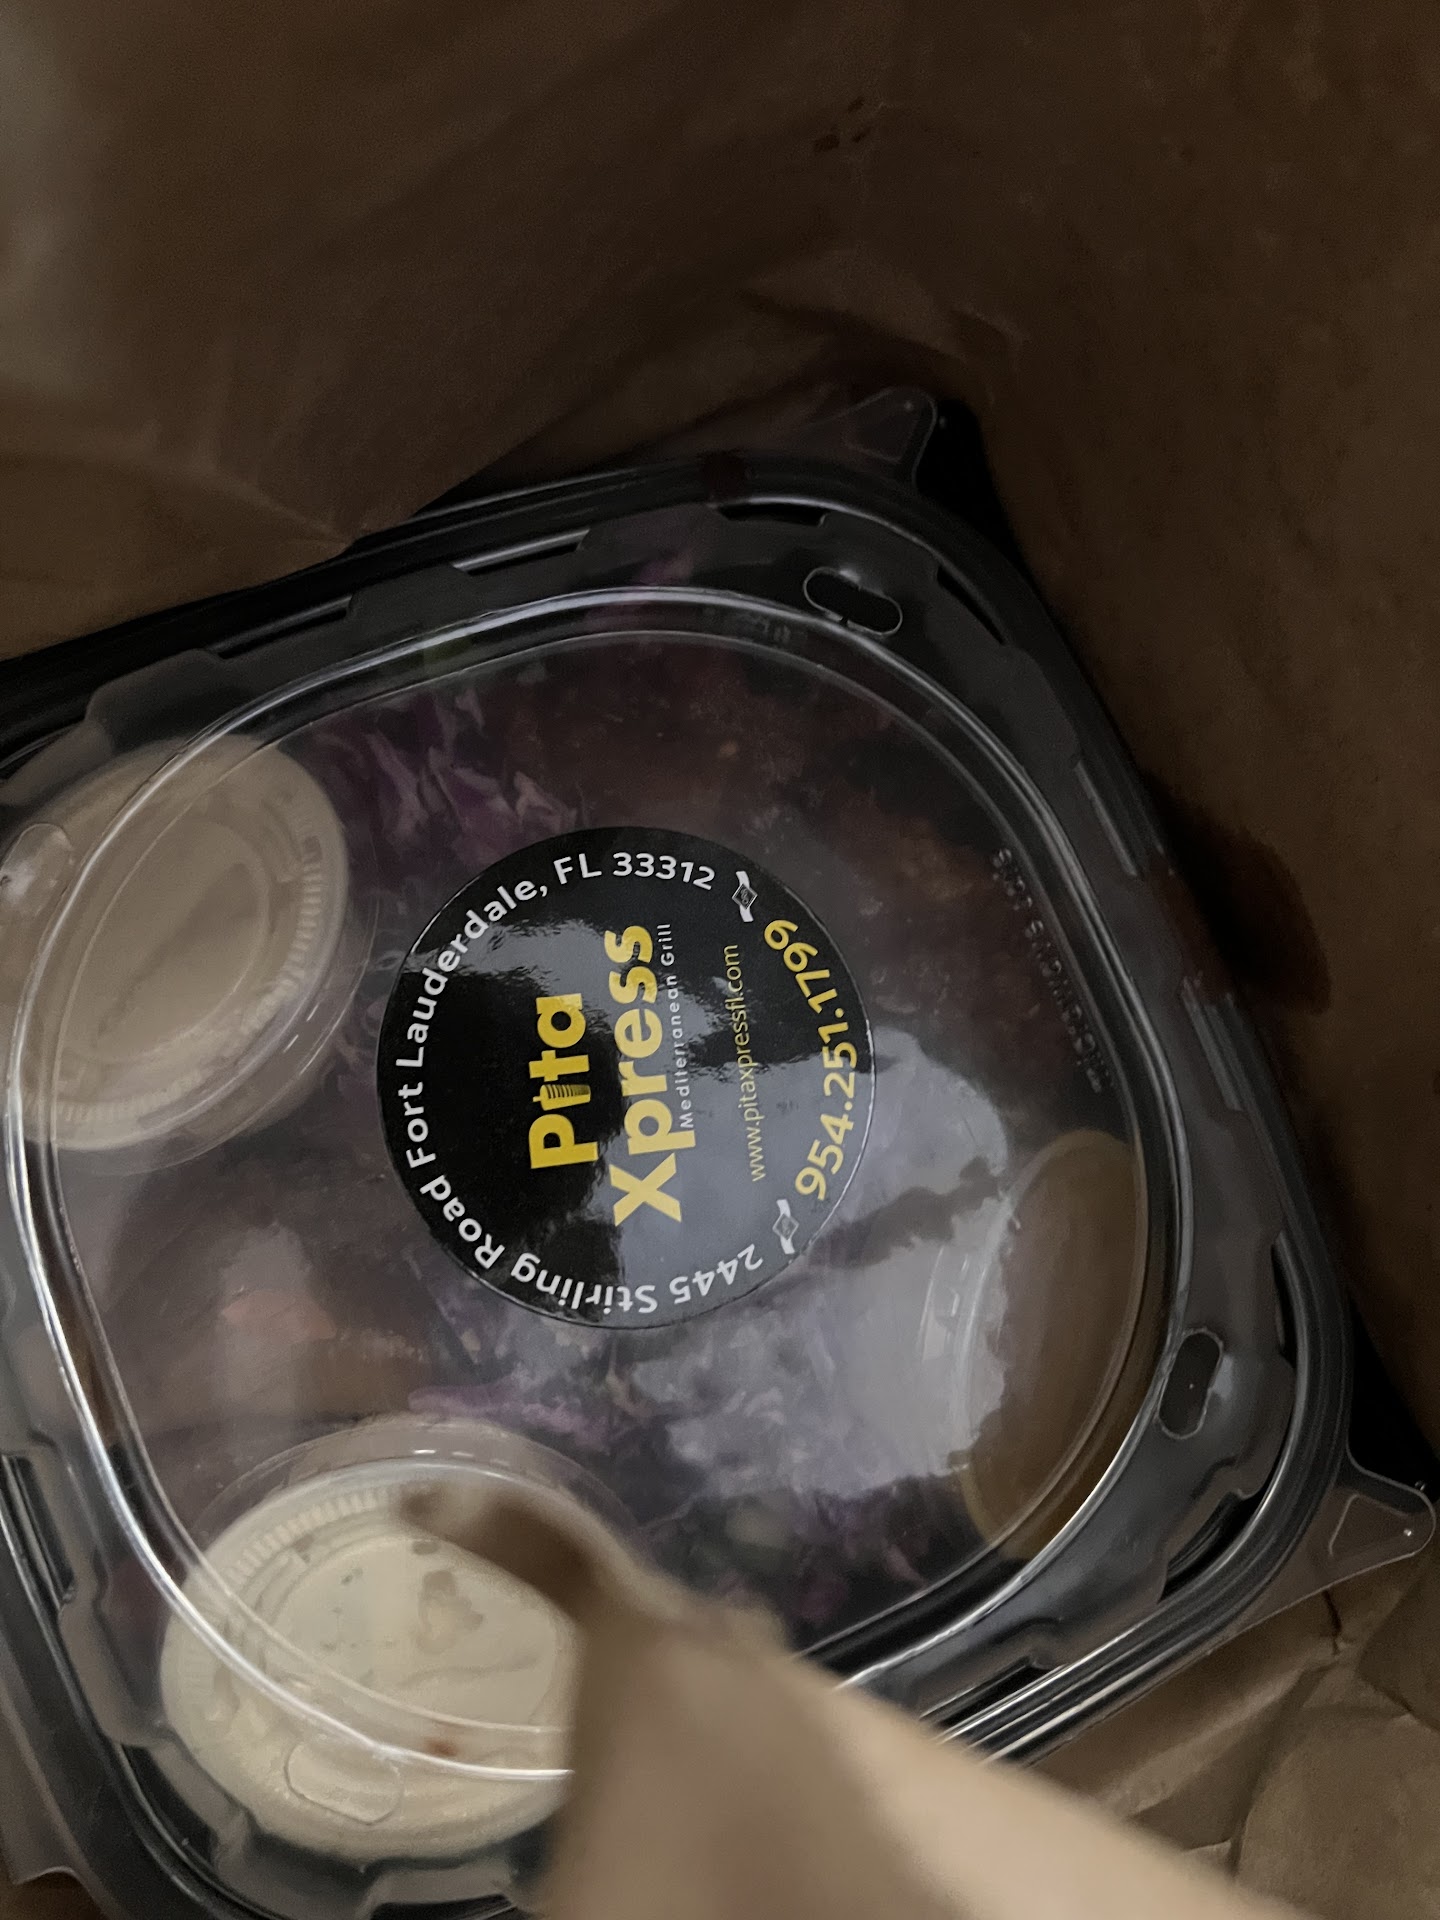 Pita
Xpress
Mediterranean Grill
www.pitaxpressfl.com
954.251.1799
2445 Stirling Road Fort Lauderdale, FL 33312